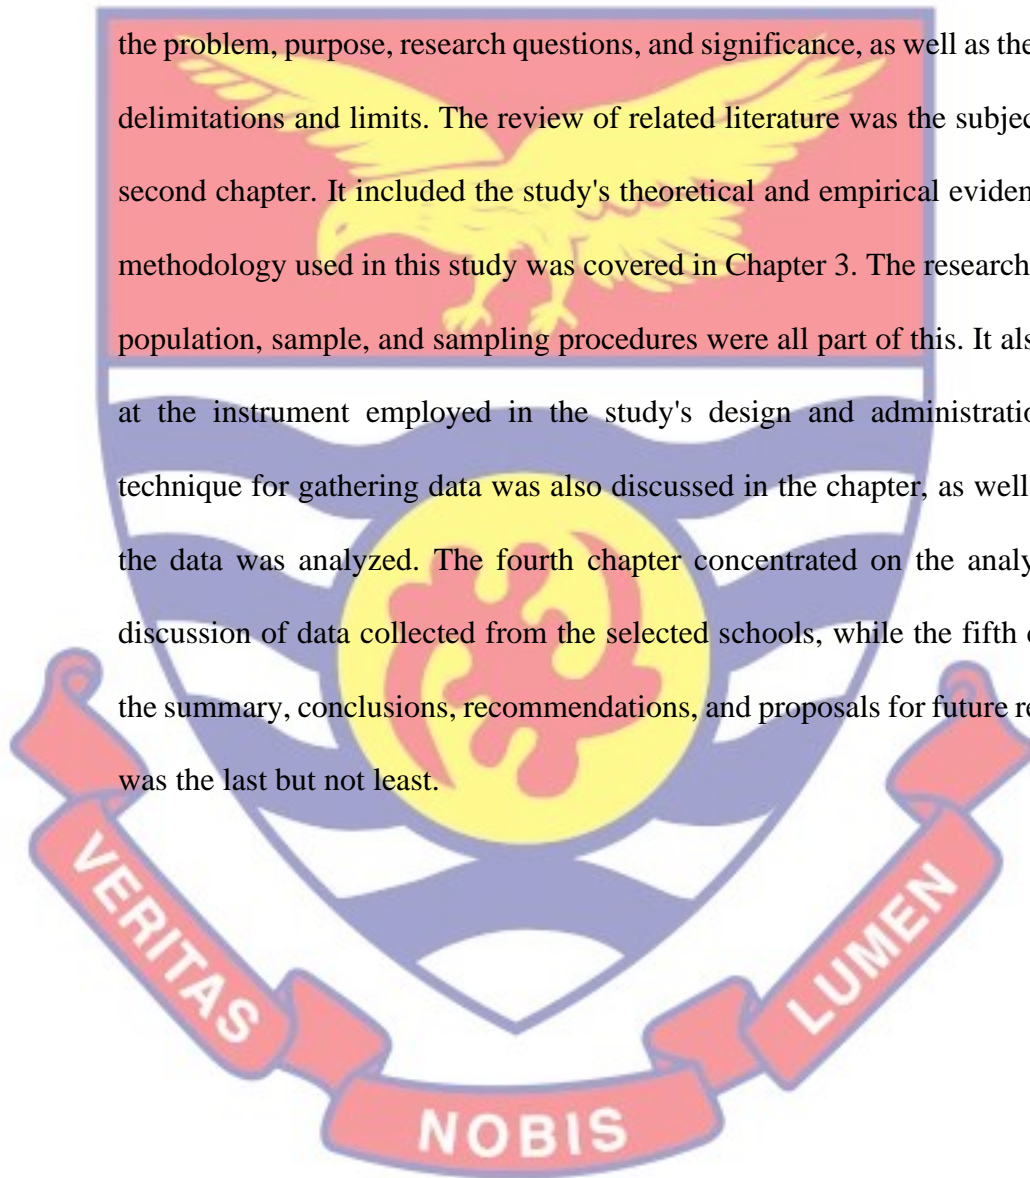 the problem, purpose, research questions, and significance, as well as the
delimitations and limits. The review of related literature was the subjec
second chapter. It included the study's theoretical and empirical eviden
methodology used in this study was covered in Chapter 3. The research
population, sample, and sampling procedures were all part of this. It als
at the instrument employed in the study's design and administratio
technique for gathering data was also discussed in the chapter, as well
the data was analyzed. The fourth chapter concentrated on the analy
discussion of data collected from the selected schools, while the fifth
the summary, conclusions, recommendations, and proposals for future re
was the last but not least.
VERITAS
NOBIS
LUMEN